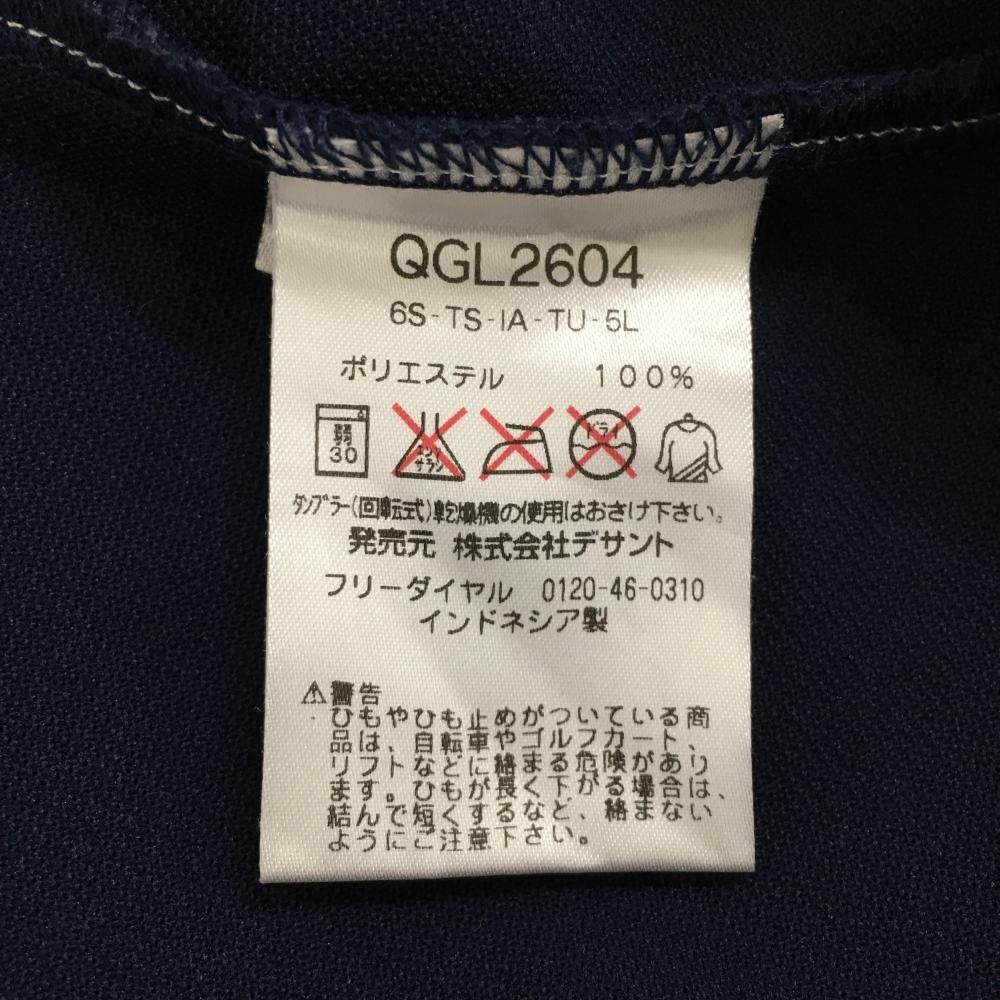 QGL2604
6S-TS-IA-TU-5L
ポリエステル 100%
弱 30 エンソサラシ ドライ
タンブラー(回転式)乾燥機の使用はおさけ下さい。
発売元 株式会社デサント
フリーダイヤル 0120-46-0310
インドネシア製
⚠警告
ひもやひも止めがついている商
品は、自転車やゴルフカート、
リフトなどに絡まる危険があり
ます。ひもが長く下がる場合は、
結んで短くするなど、絡まない
ようにご注意下さい。